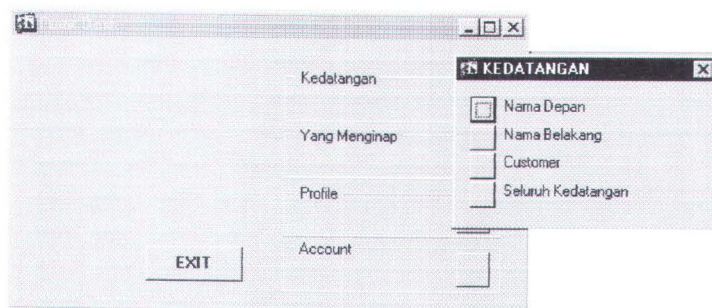 Kedatangan
Yang Menginap
Profile
Account
EXIT
KEDATANGAN
Nama Depan
Nama Belakang
Customer
Seluruh Kedatangan